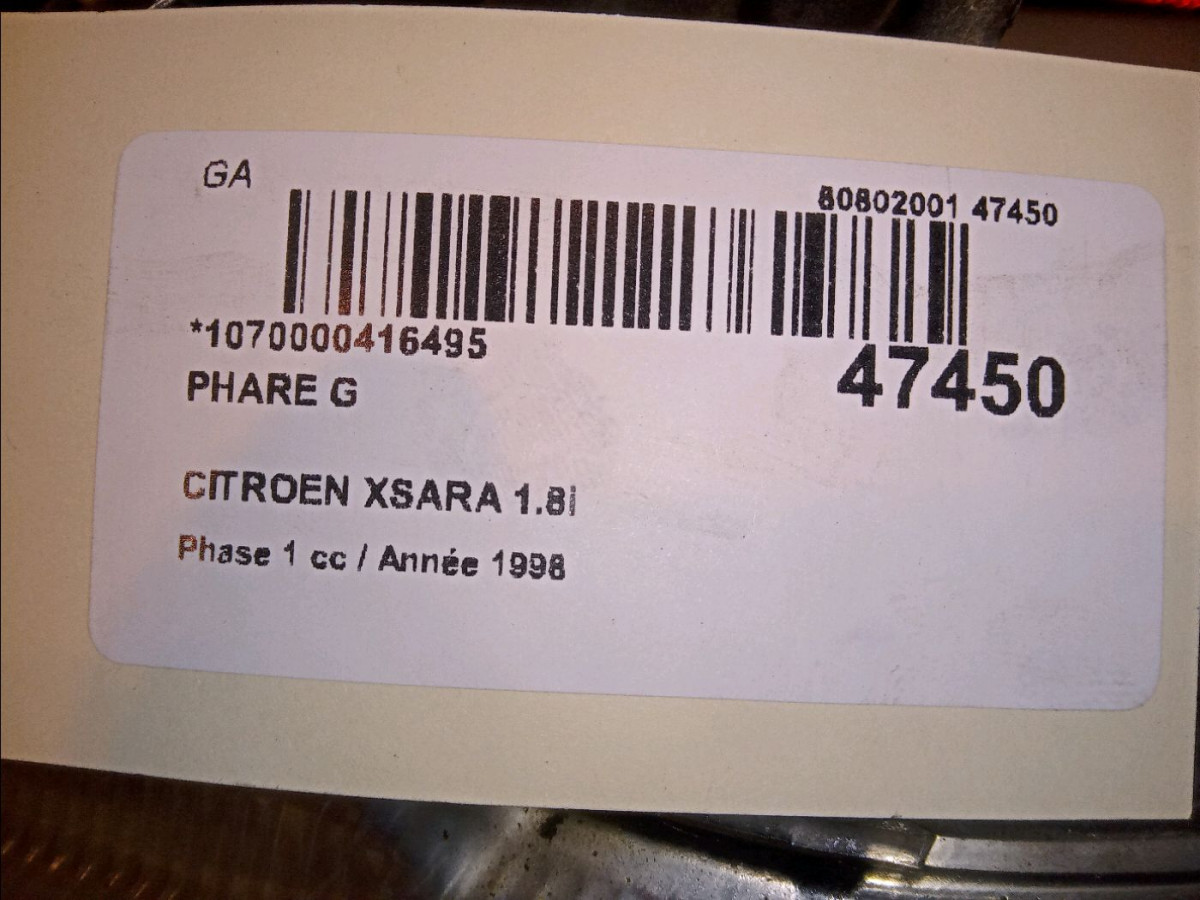 GA
80802001 47450
*1070000416495
47450
PHARE G
CITROEN XSARA 1.8i
Phase 1 cc / Année 1998